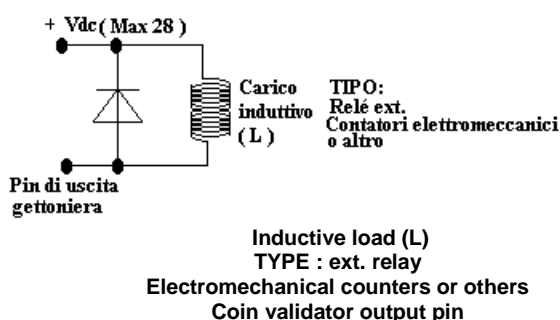 + Vdc ( Max 28 )
Carico
induttivo
( L )
TIPO:
Relé ext.
Contatori elettromeccanici
o altro
Pin di uscita
gettoniera
Inductive load (L)
TYPE : ext. relay
Electromechanical counters or others
Coin validator output pin